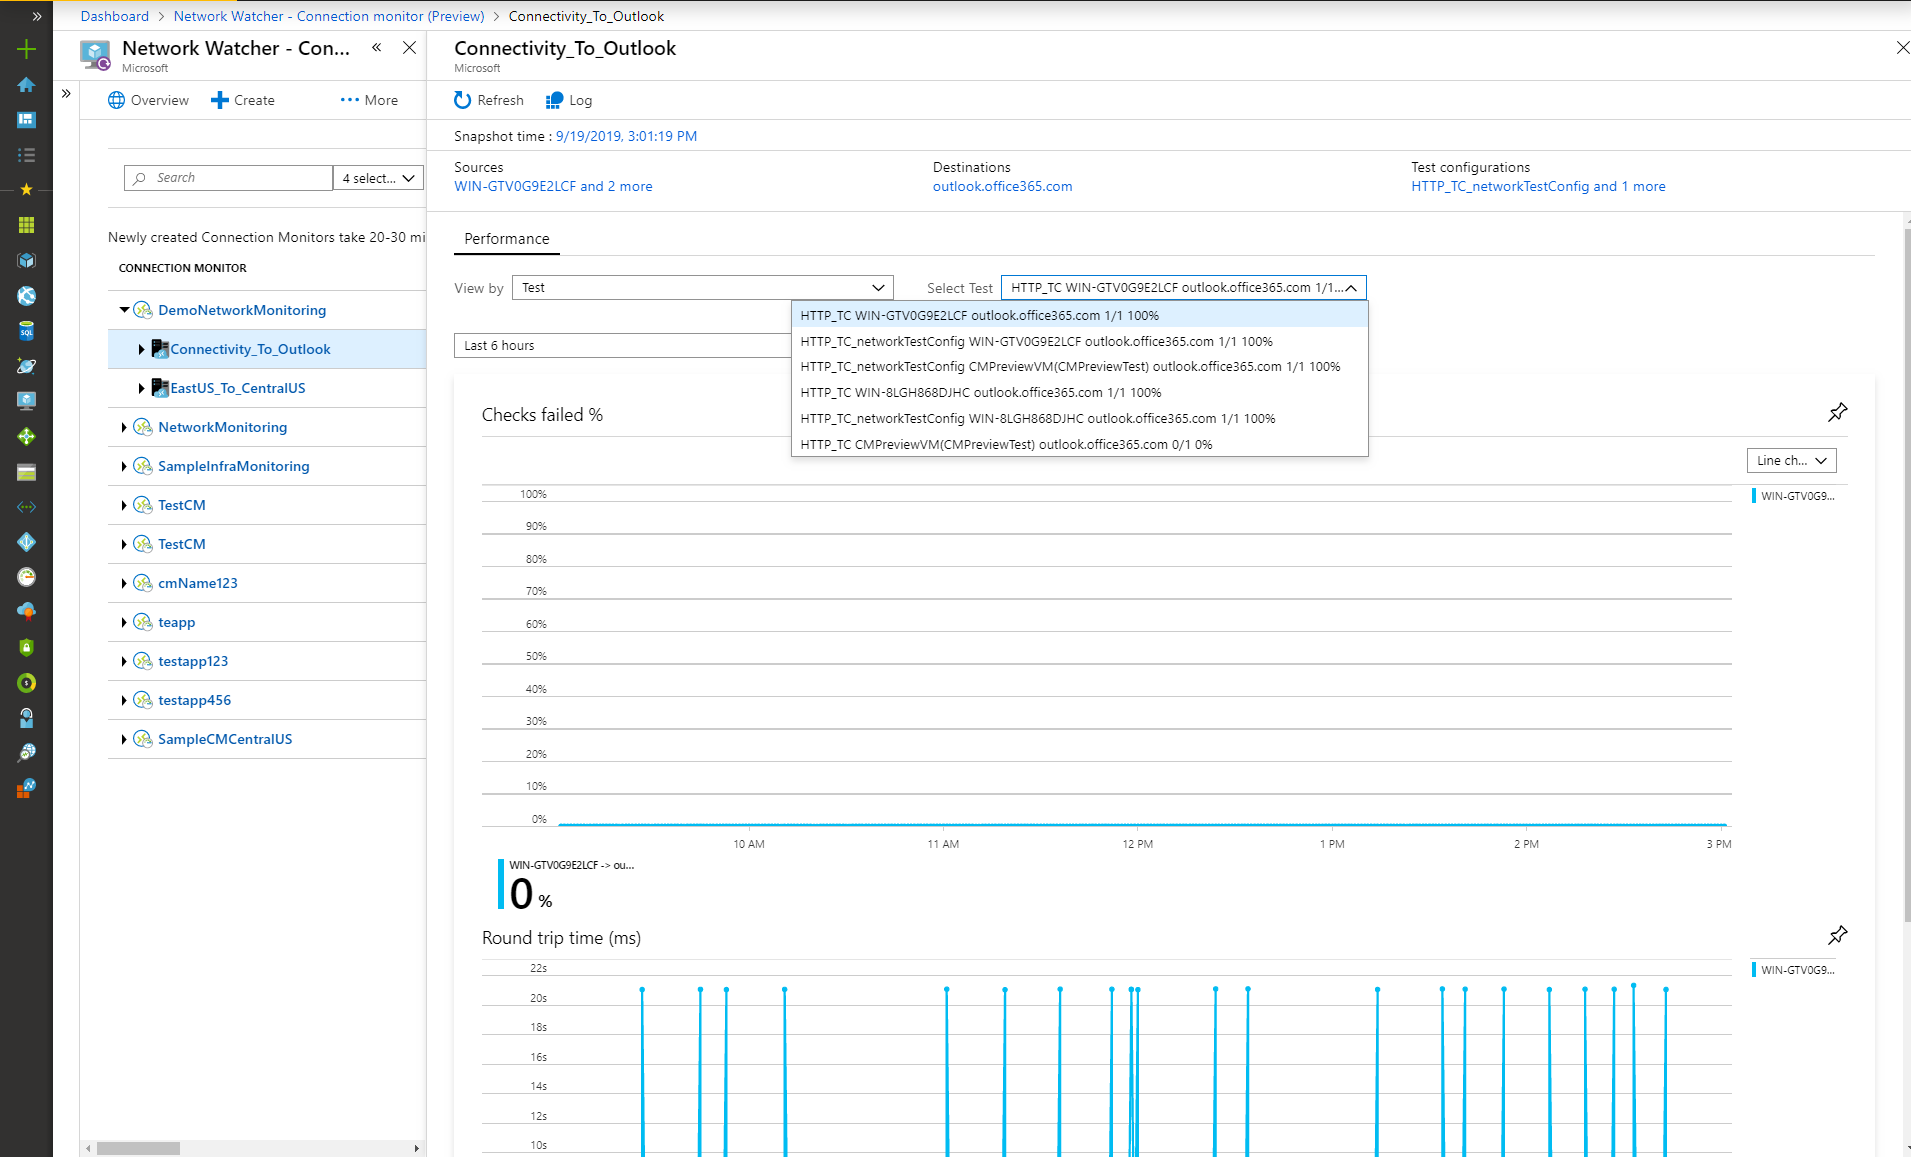 Dashboard > Network Watcher - Connection monitor (Preview) > Connectivity_To_Outlook
Network Watcher - Con...
Microsoft
Overview
Create
More
Search
4 select...
Newly created Connection Monitors take 20-30 mi
CONNECTION MONITOR
DemoNetworkMonitoring
Connectivity_To_Outlook
EastUS_To_CentralUS
NetworkMonitoring
SampleInfraMonitoring
TestCM
TestCM
cmName123
teapp
testapp123
testapp456
SampleCMCentralUS
Connectivity_To_Outlook
Microsoft
Refresh
Log
Snapshot time : 9/19/2019, 3:01:19 PM
Sources
WIN-GTV0G9E2LCF and 2 more
Destinations
outlook.office365.com
Test configurations
HTTP_TC_networkTestConfig and 1 more
Performance
View by
Test
Select Test
HTTP_TC WIN-GTV0G9E2LCF outlook.office365.com 1/1...
HTTP_TC WIN-GTV0G9E2LCF outlook.office365.com 1/1 100%
HTTP_TC_networkTestConfig WIN-GTV0G9E2LCF outlook.office365.com 1/1 100%
HTTP_TC_networkTestConfig CMPreviewVM(CMPreviewTest) outlook.office365.com 1/1 100%
HTTP_TC WIN-8LGH868DJHC outlook.office365.com 1/1 100%
HTTP_TC_networkTestConfig WIN-8LGH868DJHC outlook.office365.com 1/1 100%
HTTP_TC CMPreviewVM(CMPreviewTest) outlook.office365.com 0/1 0%
Last 6 hours
Checks failed %
Line ch...
WIN-GTV0G9...
100%
90%
80%
70%
60%
50%
40%
30%
20%
10%
0%
10 AM
11 AM
12 PM
1 PM
2 PM
3 PM
WIN-GTV0G9E2LCF -> ou...
0 %
Round trip time (ms)
WIN-GTV0G9...
22s
20s
18s
16s
14s
12s
10s